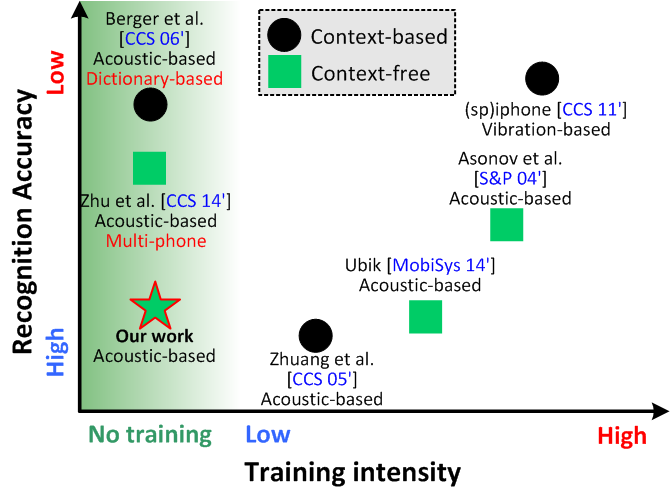 Berger et al.
[CCS 06']
Acoustic-based
Dictionary-based
Context-based
Context-free
(sp)iphone [CCS 11']
Vibration-based
Asonov et al.
[S&P 04']
Acoustic-based
Zhu et al. [CCS 14']
Acoustic-based
Multi-phone
Ubik [MobiSys 14']
Acoustic-based
Our work
Acoustic-based
Zhuang et al.
[CCS 05']
Acoustic-based
Low
Recognition Accuracy
High
No training
Low
High
Training intensity